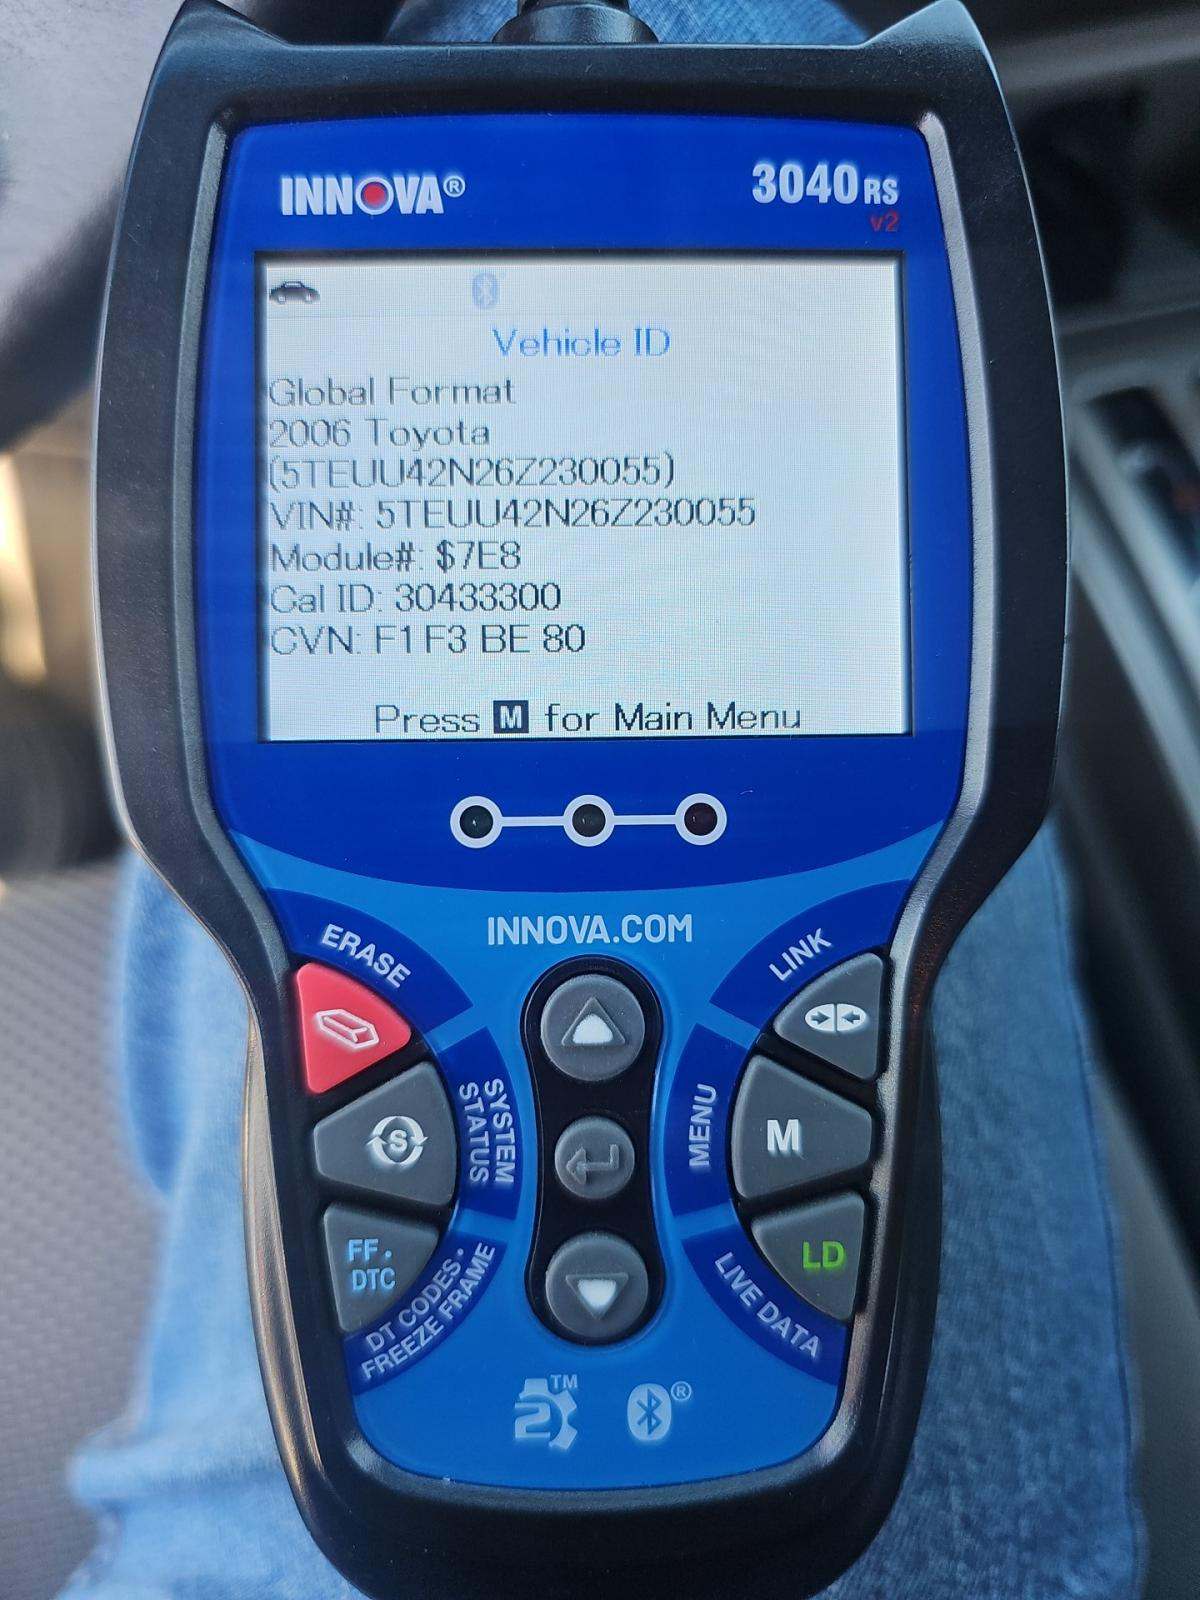 INNOVA®
3040RS
v2
Vehicle ID
Global Format
2006 Toyota
(5TEUU42N26Z230055)
VIN#: 5TEUU42N26Z230055
Module#: $7E8
Cal ID: 30433300
CVN: F1 F3 BE 80
Press M for Main Menu
INNOVA.COM
ERASE
LINK
S
SYSTEM
STATUS
MENU
M
FF·
DTC
DT CODES·
FREEZE FRAME
LD
LIVE DATA
2™
®